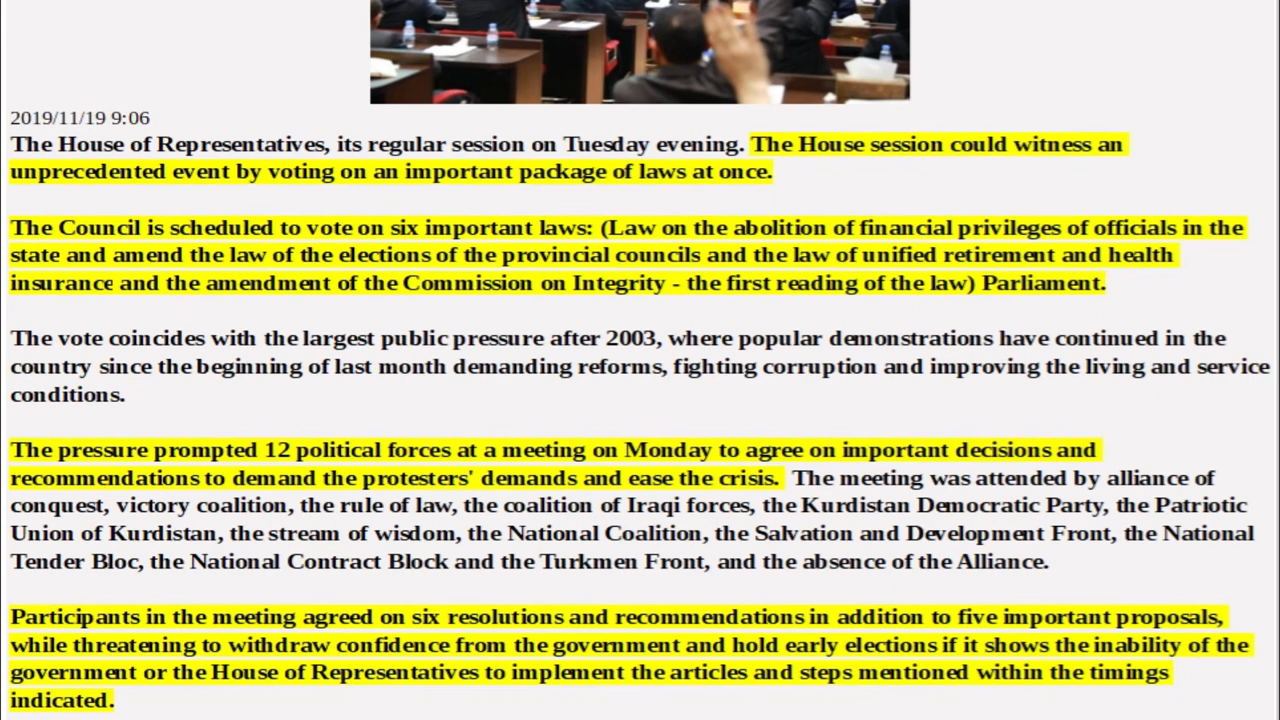 2019/11/19 9:06
The House of Representatives, its regular session on Tuesday evening. The House session could witness an
unprecedented event by voting on an important package of laws at once.
The Council is scheduled to vote on six important laws: (Law on the abolition of financial privileges of officials in the
state and amend the law of the elections of the provincial councils and the law of unified retirement and health
insurance and the amendment of the Commission on Integrity - the first reading of the law) Parliament.
The vote coincides with the largest public pressure after 2003, where popular demonstrations have continued in the
country since the beginning of last month demanding reforms, fighting corruption and improving the living and service
conditions.
The pressure prompted 12 political forces at a meeting on Monday to agree on important decisions and
recommendations to demand the protesters' demands and ease the crisis. The meeting was attended by alliance of
conquest, victory coalition, the rule of law, the coalition of Iraqi forces, the Kurdistan Democratic Party, the Patriotic
Union of Kurdistan, the stream of wisdom, the National Coalition, the Salvation and Development Front, the National
Tender Bloc, the National Contract Block and the Turkmen Front, and the absence of the Alliance.
Participants in the meeting agreed on six resolutions and recommendations in addition to five important proposals,
while threatening to withdraw confidence from the government and hold early elections if it shows the inability of the
government or the House of Representatives to implement the articles and steps mentioned within the timings
indicated.